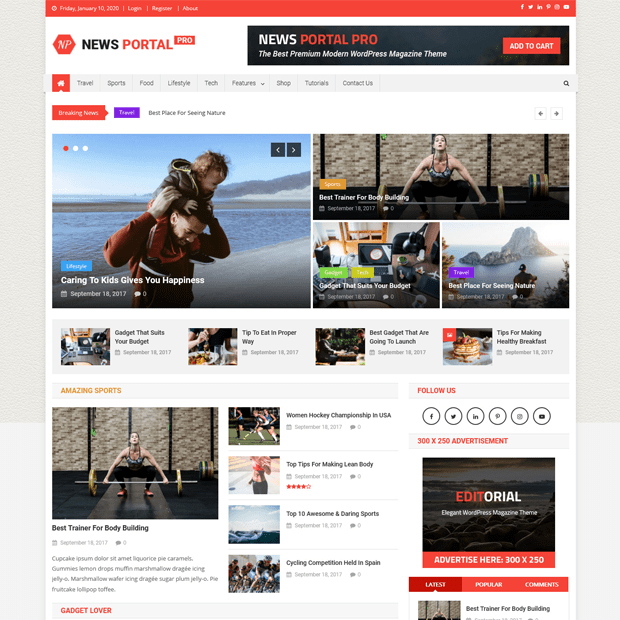 Friday, January 10, 2020 | Login | Register | About
NP NEWS PORTAL PRO
NEWS PORTAL PRO
The Best Premium Modern WordPress Magazine Theme
ADD TO CART
Travel Sports Food Lifestyle Tech Features Shop Tutorials Contact Us
Breaking News Travel Best Place For Seeing Nature
Lifestyle
Caring To Kids Gives You Happiness
September 18, 2017 0
Sports
Best Trainer For Body Building
September 18, 2017 0
Gadget Tech
Gadget That Suits Your Budget
September 18, 2017 0
Travel
Best Place For Seeing Nature
September 18, 2017 0
Gadget That Suits
Your Budget
September 18, 2017
Tip To Eat In Proper
Way
September 18, 2017
Best Gadget That Are
Going To Launch
September 18, 2017
Tips For Making
Healthy Breakfast
September 18, 2017
AMAZING SPORTS
Best Trainer For Body Building
September 18, 2017 0
Cupcake ipsum dolor sit amet liquorice pie caramels.
Gummies lemon drops muffin marshmallow dragée icing
jelly-o. Marshmallow wafer icing dragée sugar plum jelly-o. Pie
fruitcake lollipop toffee.
Women Hockey Championship In USA
September 18, 2017 0
Top Tips For Making Lean Body
September 18, 2017 0
Top 10 Awesome & Daring Sports
September 18, 2017 0
Cycling Competition Held In Spain
September 18, 2017 0
GADGET LOVER
FOLLOW US
300 X 250 ADVERTISEMENT
EDITORIAL
Elegant WordPress Magazine Theme
ADVERTISE HERE: 300 X 250
LATEST POPULAR COMMENTS
Best Trainer For Body Building
September 18, 2017 0